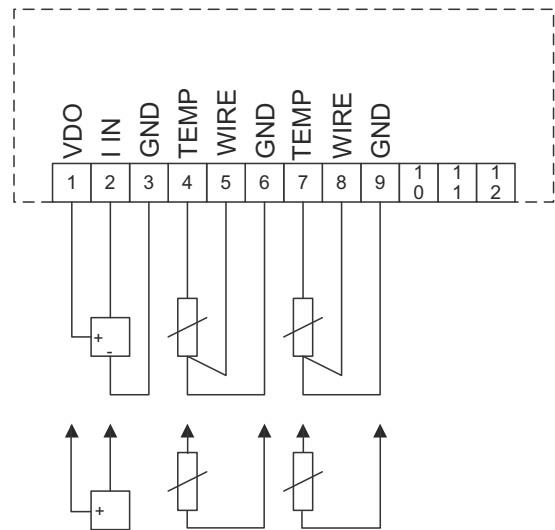 VDO
I IN
GND
TEMP
WIRE
GND
TEMP
WIRE
GND
1 2 3 4 5 6 7 8 9 10 11 12
+
-
+